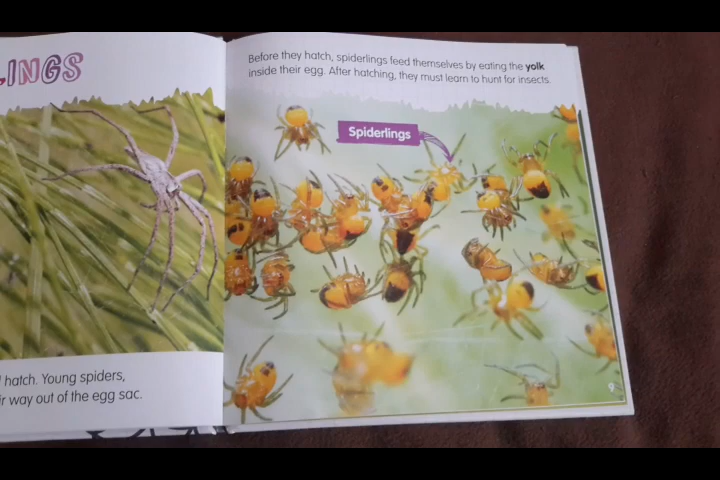 LINGS
hatch. Young spiders,
r way out of the egg sac.
Before they hatch, spiderlings feed themselves by eating the yolk
inside their egg. After hatching, they must learn to hunt for insects.
Spiderlings
9